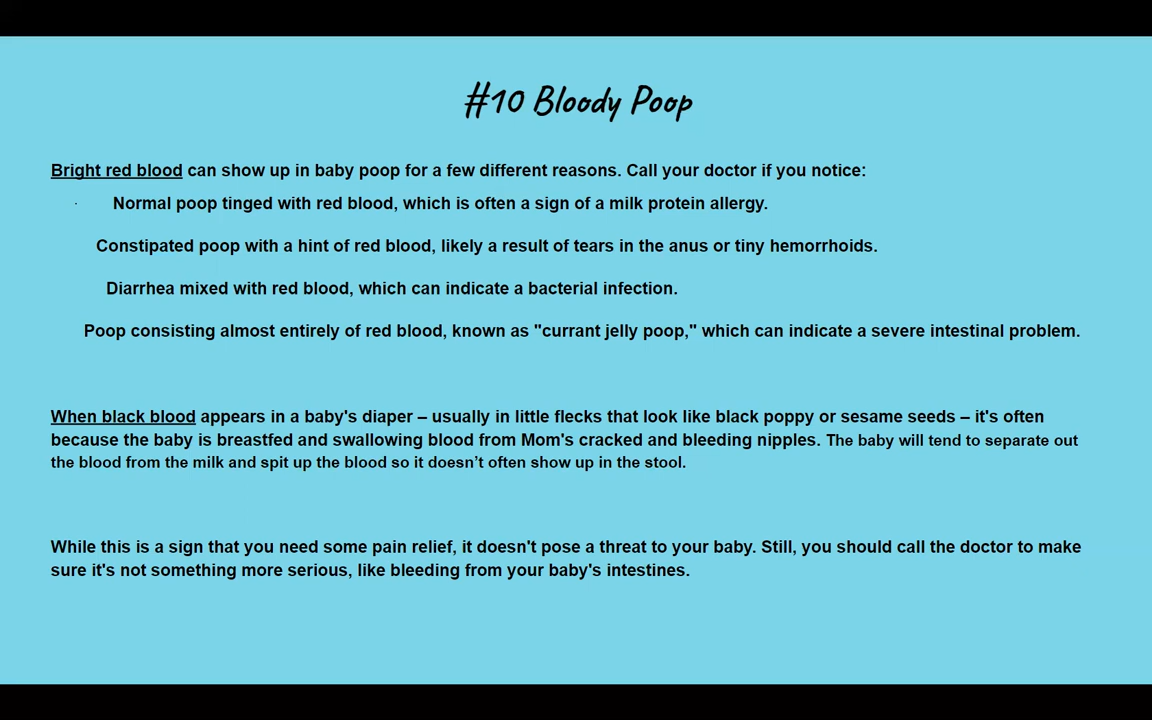 #10 Bloody Poop
Bright red blood can show up in baby poop for a few different reasons. Call your doctor if you notice:
· Normal poop tinged with red blood, which is often a sign of a milk protein allergy.
Constipated poop with a hint of red blood, likely a result of tears in the anus or tiny hemorrhoids.
Diarrhea mixed with red blood, which can indicate a bacterial infection.
Poop consisting almost entirely of red blood, known as "currant jelly poop," which can indicate a severe intestinal problem.
When black blood appears in a baby's diaper – usually in little flecks that look like black poppy or sesame seeds – it's often
because the baby is breastfed and swallowing blood from Mom's cracked and bleeding nipples. The baby will tend to separate out
the blood from the milk and spit up the blood so it doesn’t often show up in the stool.
While this is a sign that you need some pain relief, it doesn't pose a threat to your baby. Still, you should call the doctor to make
sure it's not something more serious, like bleeding from your baby's intestines.